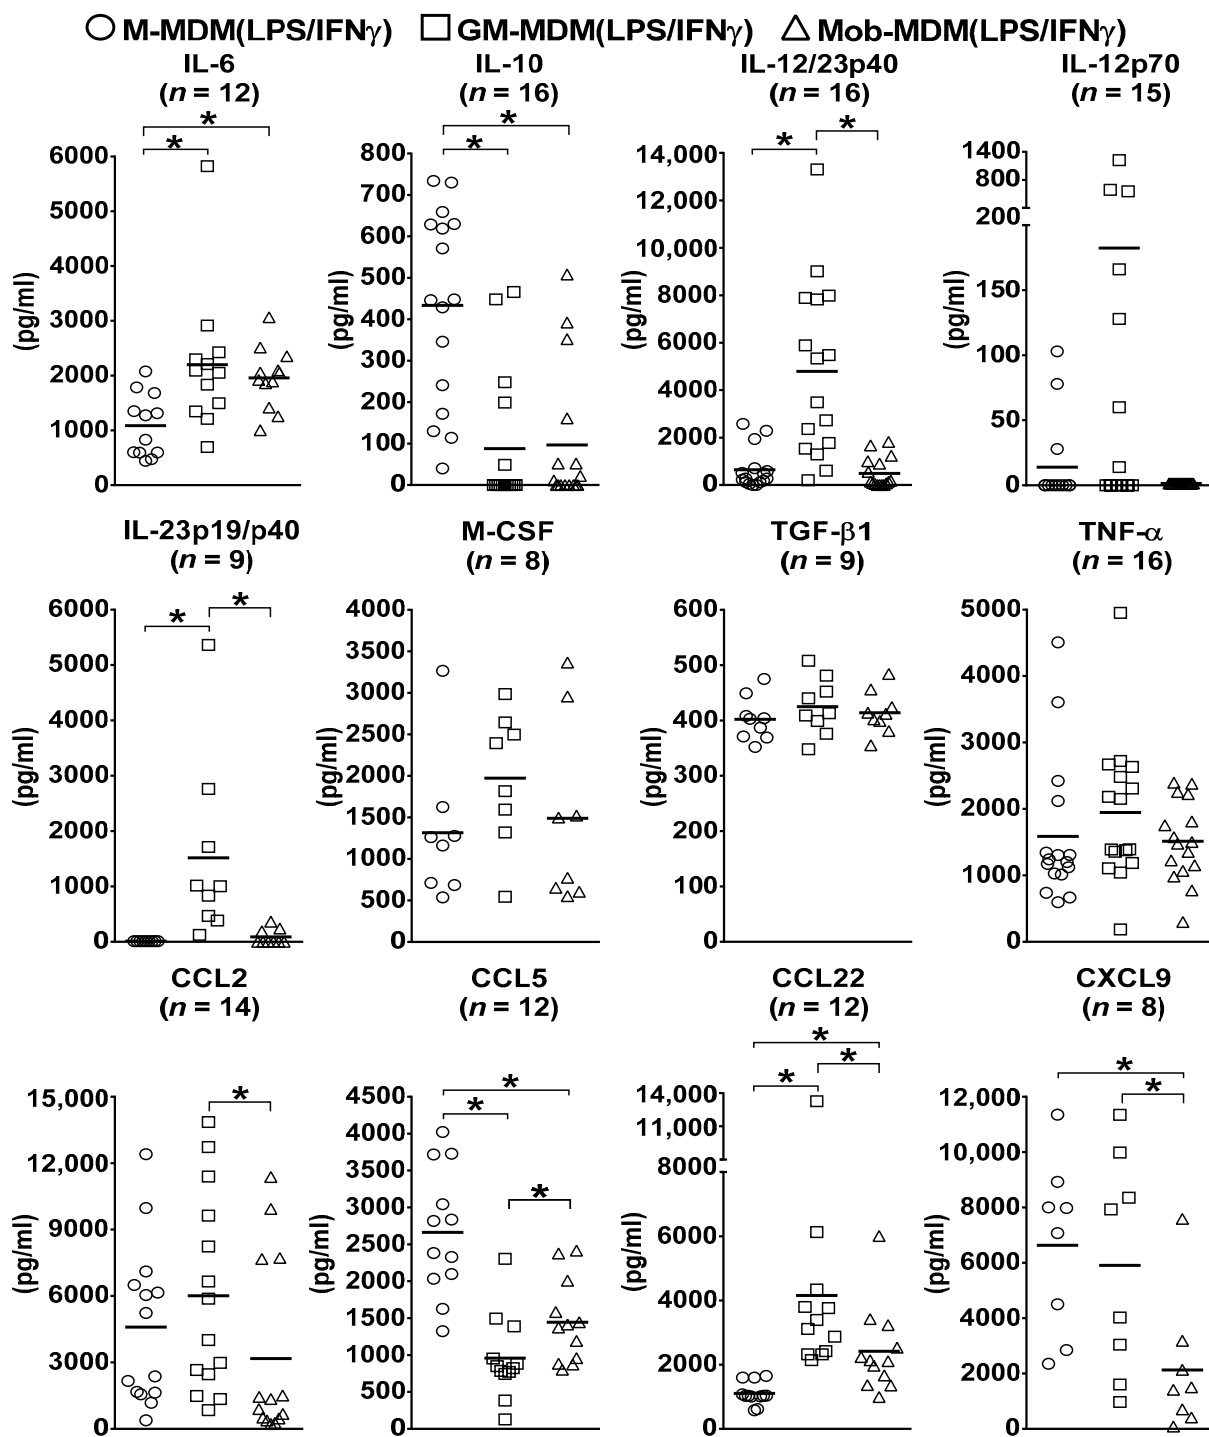 M-MDM(LPS/IFNγ) GM-MDM(LPS/IFNγ) Mob-MDM(LPS/IFNγ)
IL-6 IL-10 IL-12/23p40 IL-12p70
(n = 12) (n = 16) (n = 16) (n = 15)
* * * * * *
(pg/ml) 6000 5000 4000 3000 2000 1000 0
(pg/ml) 800 700 600 500 400 300 200 100 0
(pg/ml) 14,000 12,000 10,000 8000 6000 4000 2000 0
(pg/ml) 1400 800 200 150 100 50 0
IL-23p19/p40 M-CSF TGF-β1 TNF-α
(n = 9) (n = 8) (n = 9) (n = 16)
* *
(pg/ml) 6000 5000 4000 3000 2000 1000 0
(pg/ml) 4000 3500 3000 2500 2000 1500 1000 500 0
(pg/ml) 600 500 400 300 200 100 0
(pg/ml) 5000 4000 3000 2000 1000 0
CCL2 CCL5 CCL22 CXCL9
(n = 14) (n = 12) (n = 12) (n = 8)
* * * * * * * * *
(pg/ml) 15,000 12,000 9000 6000 3000 0
(pg/ml) 4500 4000 3500 3000 2500 2000 1500 1000 500 0
(pg/ml) 14,000 11,000 8000 6000 4000 2000 0
(pg/ml) 12,000 10,000 8000 6000 4000 2000 0